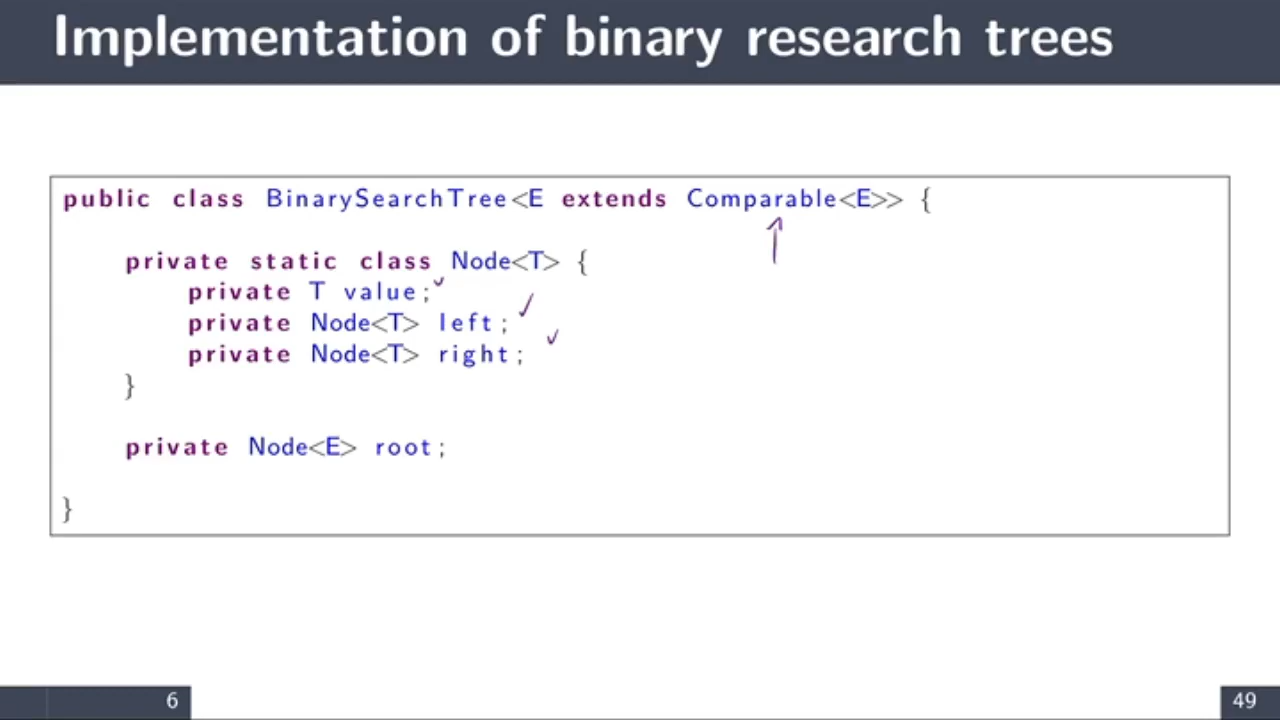 Implementation of binary research trees
public class BinarySearchTree<E extends Comparable<E>> {
private static class Node<T> {
private T value;
private Node<T> left;
private Node<T> right;
}
private Node<E> root;
}
6
49